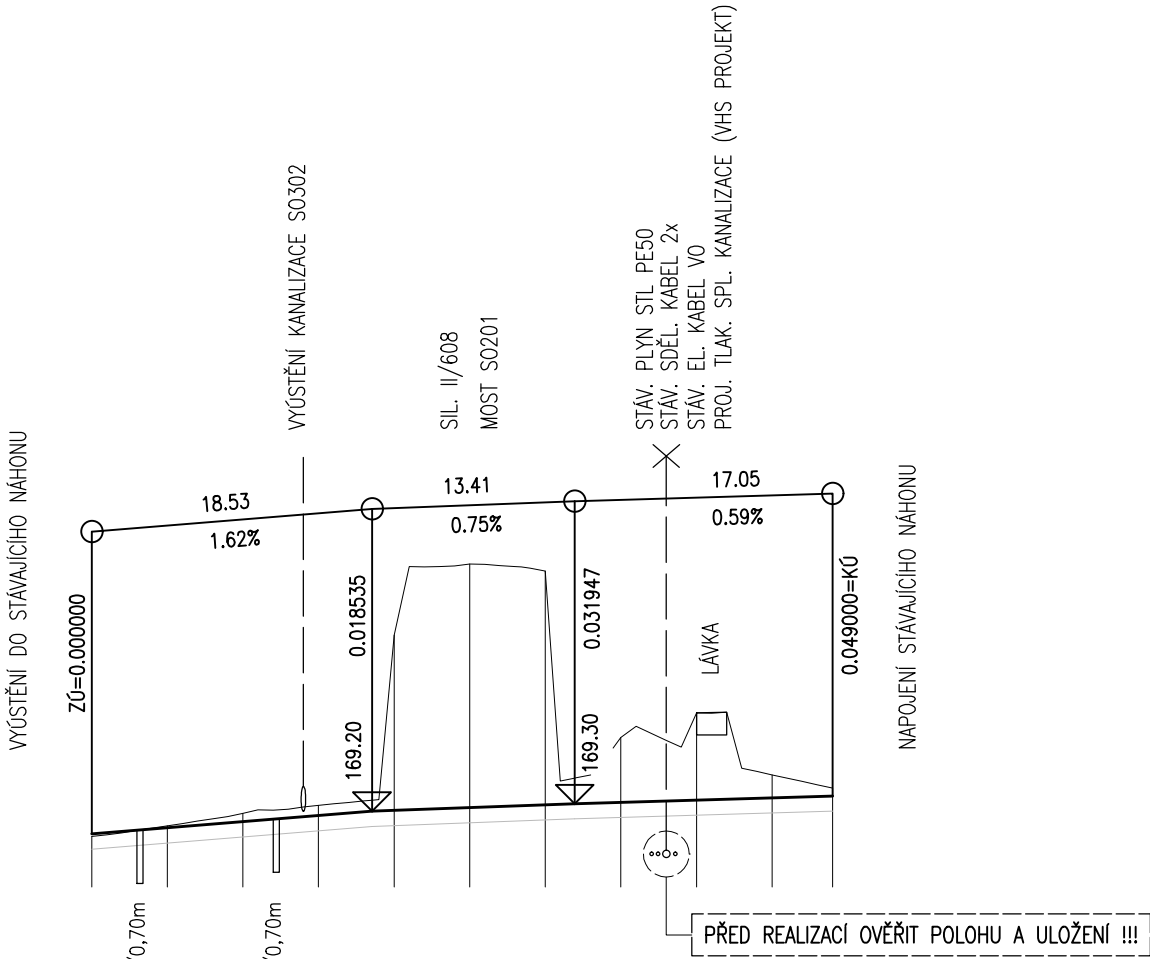 VYÚSTĚNÍ DO STÁVAJÍCÍHO NÁHONU
ZÚ=0.000000
18.53
1.62%
VYÚSTĚNÍ KANALIZACE SO302
0.018535
169.20
SIL. II/608
MOST SO201
13.41
0.75%
0.031947
169.30
STÁV. PLYN STL PE50
STÁV. SDĚL. KABEL 2x
STÁV. EL. KABEL VO
PROJ. TLAK. SPL. KANALIZACE (VHS PROJEKT)
17.05
0.59%
LÁVKA
0.049000=KÚ
NAPOJENÍ STÁVAJÍCÍHO NÁHONU
0,70m
0,70m
PŘED REALIZACÍ OVĚŘIT POLOHU A ULOŽENÍ !!!